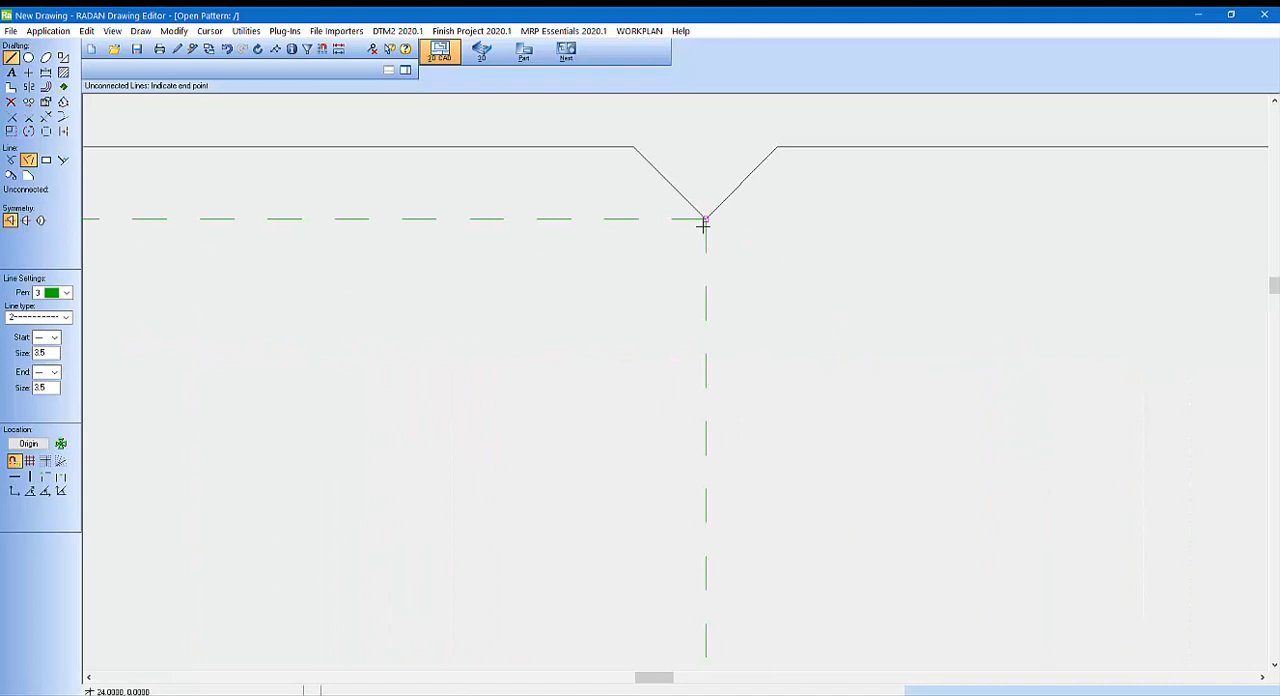 New Drawing - RADAN Drawing Editor - [Open Pattern: /]
File Application Edit View Draw Modify Cursor Utilities Plug-Ins File Importers DTM2 2020.1 Finish Project 2020.1 MRP Essentials 2020.1 WORKPLAN Help
Drafting:
2D CAD 3D Part Nest
Unconnected Lines: Indicate end point
Line:
Unconnected:
Symmetry:
Line Settings:
Pen: 3
Line type:
2----------
Start:
Size: 3.5
End:
Size: 3.5
Location:
Origin
24.0000, 0.0000